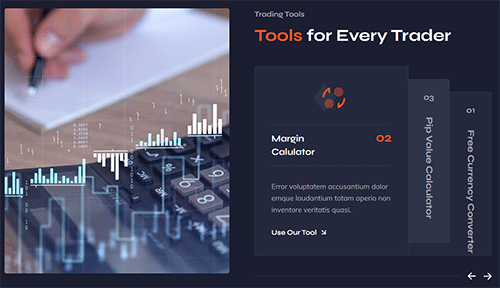 Trading Tools
Tools for Every Trader
Margin
Calulator
02
Error voluptatem accusantium dolor
emque laudantium totam aperio non
inventore veritatis quasi.
Use Our Tool
03
Pip Value Calculator
01
Free Currency Converter